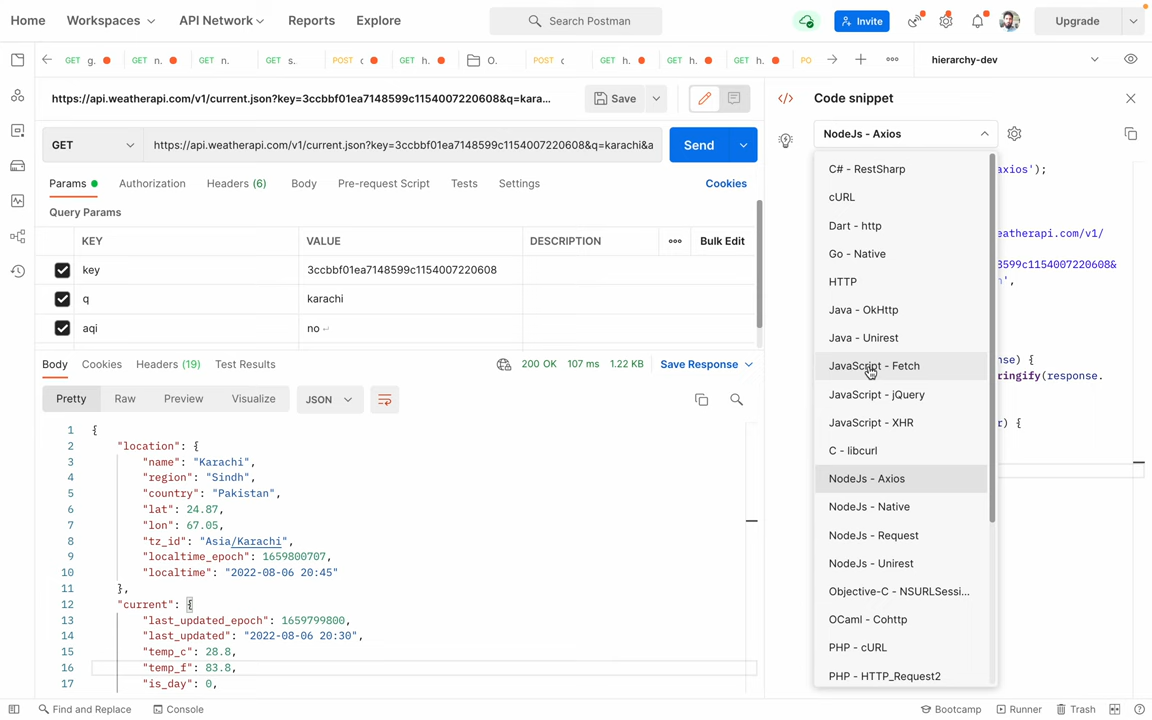 Home Workspaces API Network Reports Explore Search Postman Invite Upgrade
GET g. GET n. GET n. GET s. POST c GET h. O. POST c GET h. GET h. GET h. PO hierarchy-dev
https://api.weatherapi.com/v1/current.json?key=3ccbbf01ea7148599c1154007220608&q=kara... Save </> Code snippet
GET https://api.weatherapi.com/v1/current.json?key=3ccbbf01ea7148599c1154007220608&q=karachi&a Send NodeJs - Axios
Params Authorization Headers (6) Body Pre-request Script Tests Settings Cookies
Query Params
KEY VALUE DESCRIPTION Bulk Edit
key 3ccbbf01ea7148599c1154007220608
q karachi
aqi no
Body Cookies Headers (19) Test Results 200 OK 107 ms 1.22 KB Save Response
Pretty Raw Preview Visualize JSON
1 {
2 "location": {
3 "name": "Karachi",
4 "region": "Sindh",
5 "country": "Pakistan",
6 "lat": 24.87,
7 "lon": 67.05,
8 "tz_id": "Asia/Karachi",
9 "localtime_epoch": 1659800707,
10 "localtime": "2022-08-06 20:45"
11 },
12 "current": {
13 "last_updated_epoch": 1659799800,
14 "last_updated": "2022-08-06 20:30",
15 "temp_c": 28.8,
16 "temp_f": 83.8,
17 "is_day": 0,
C# - RestSharp
axios');
cURL
Dart - http
eatherapi.com/v1/
Go - Native
8599c1154007220608&
HTTP
',
Java - OkHttp
Java - Unirest
nse) {
JavaScript - Fetch
ringify(response.
JavaScript - jQuery
JavaScript - XHR
r) {
C - libcurl
NodeJs - Axios
NodeJs - Native
NodeJs - Request
NodeJs - Unirest
Objective-C - NSURLSessi...
OCaml - Cohttp
PHP - cURL
PHP - HTTP_Request2
Find and Replace Console Bootcamp Runner Trash